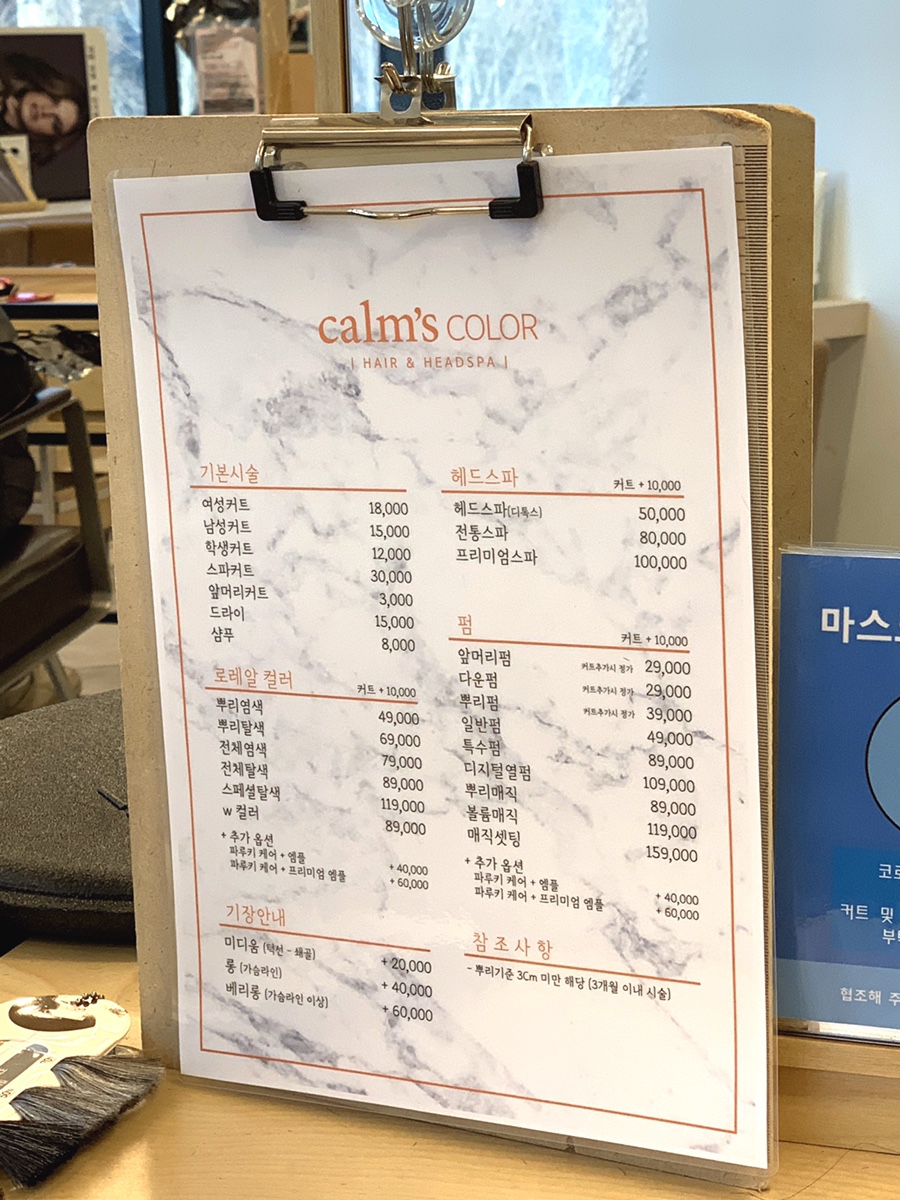 calm's COLOR
| HAIR & HEADSPA |
기본시술
여성커트 18,000
남성커트 15,000
학생커트 12,000
스파커트 30,000
앞머리커트 3,000
드라이 15,000
샴푸 8,000
로레알 컬러 커트 + 10,000
뿌리염색 49,000
뿌리탈색 69,000
전체염색 79,000
전체탈색 89,000
스페셜탈색 119,000
w 컬러 89,000
+ 추가 옵션
파루키 케어 + 엠플 + 40,000
파루키 케어 + 프리미엄 엠플 + 60,000
기장안내
미디움 (턱선 - 쇄골) + 20,000
롱 (가슴라인) + 40,000
베리롱 (가슴라인 이상) + 60,000
헤드스파 커트 + 10,000
헤드스파(디톡스) 50,000
전통스파 80,000
프리미엄스파 100,000
펌 커트 + 10,000
앞머리펌 커트추가시 정가 29,000
다운펌 커트추가시 정가 29,000
뿌리펌 커트추가시 정가 39,000
일반펌 49,000
특수펌 89,000
디지털열펌 109,000
뿌리매직 89,000
볼륨매직 119,000
매직셋팅 159,000
+ 추가 옵션
파루키 케어 + 엠플 + 40,000
파루키 케어 + 프리미엄 엠플 + 60,000
참조사항
- 뿌리기준 3Cm 미만 해당 (3개월 이내 시술)
마스
커트 및
협조해 주